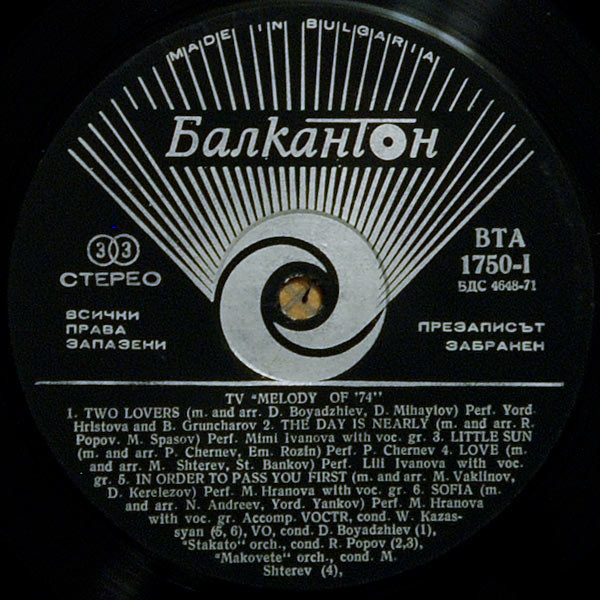 MADE IN BULGARIA
Балкантон
33
СТЕРЕО
ВСИЧКИ
ПРАВА
ЗАПАЗЕНИ
ВТА
1750-I
БДС 4648-71
ПРЕЗАПИСЪТ
ЗАБРАНЕН
TV "MELODY OF '74"
1. TWO LOVERS (m. and arr. D. Boyadzhiev, D. Mihaylov) Perf. Yord.
Hristova and B. Gruncharov 2. THE DAY IS NEARLY (m. and arr. R.
Popov. M. Spasov) Perf. Mimi Ivanova with voc. gr. 3. LITTLE SUN
(m. and arr. P. Chernev, Em. Rozin) Perf. P. Chernev 4. LOVE (m.
and arr. M. Shterev, St. Bankov) Perf. Lili Ivanova with voc.
gr. 5. IN ORDER TO PASS YOU FIRST (m. and arr. M. Vaklinov,
D. Kerelezov) Perf. M. Hranova with voc. gr. 6. SOFIA (m.
and arr. N. Andreev, Yord. Yankov) Perf. M. Hranova
with voc. gr. Accomp. VOCTR, cond. W. Kazas-
syan (5, 6), VO, cond. D. Boyadzhiev (1),
"Stakato" orch., cond. R. Popov (2,3),
"Makovete" orch., cond. M.
Shterev (4),